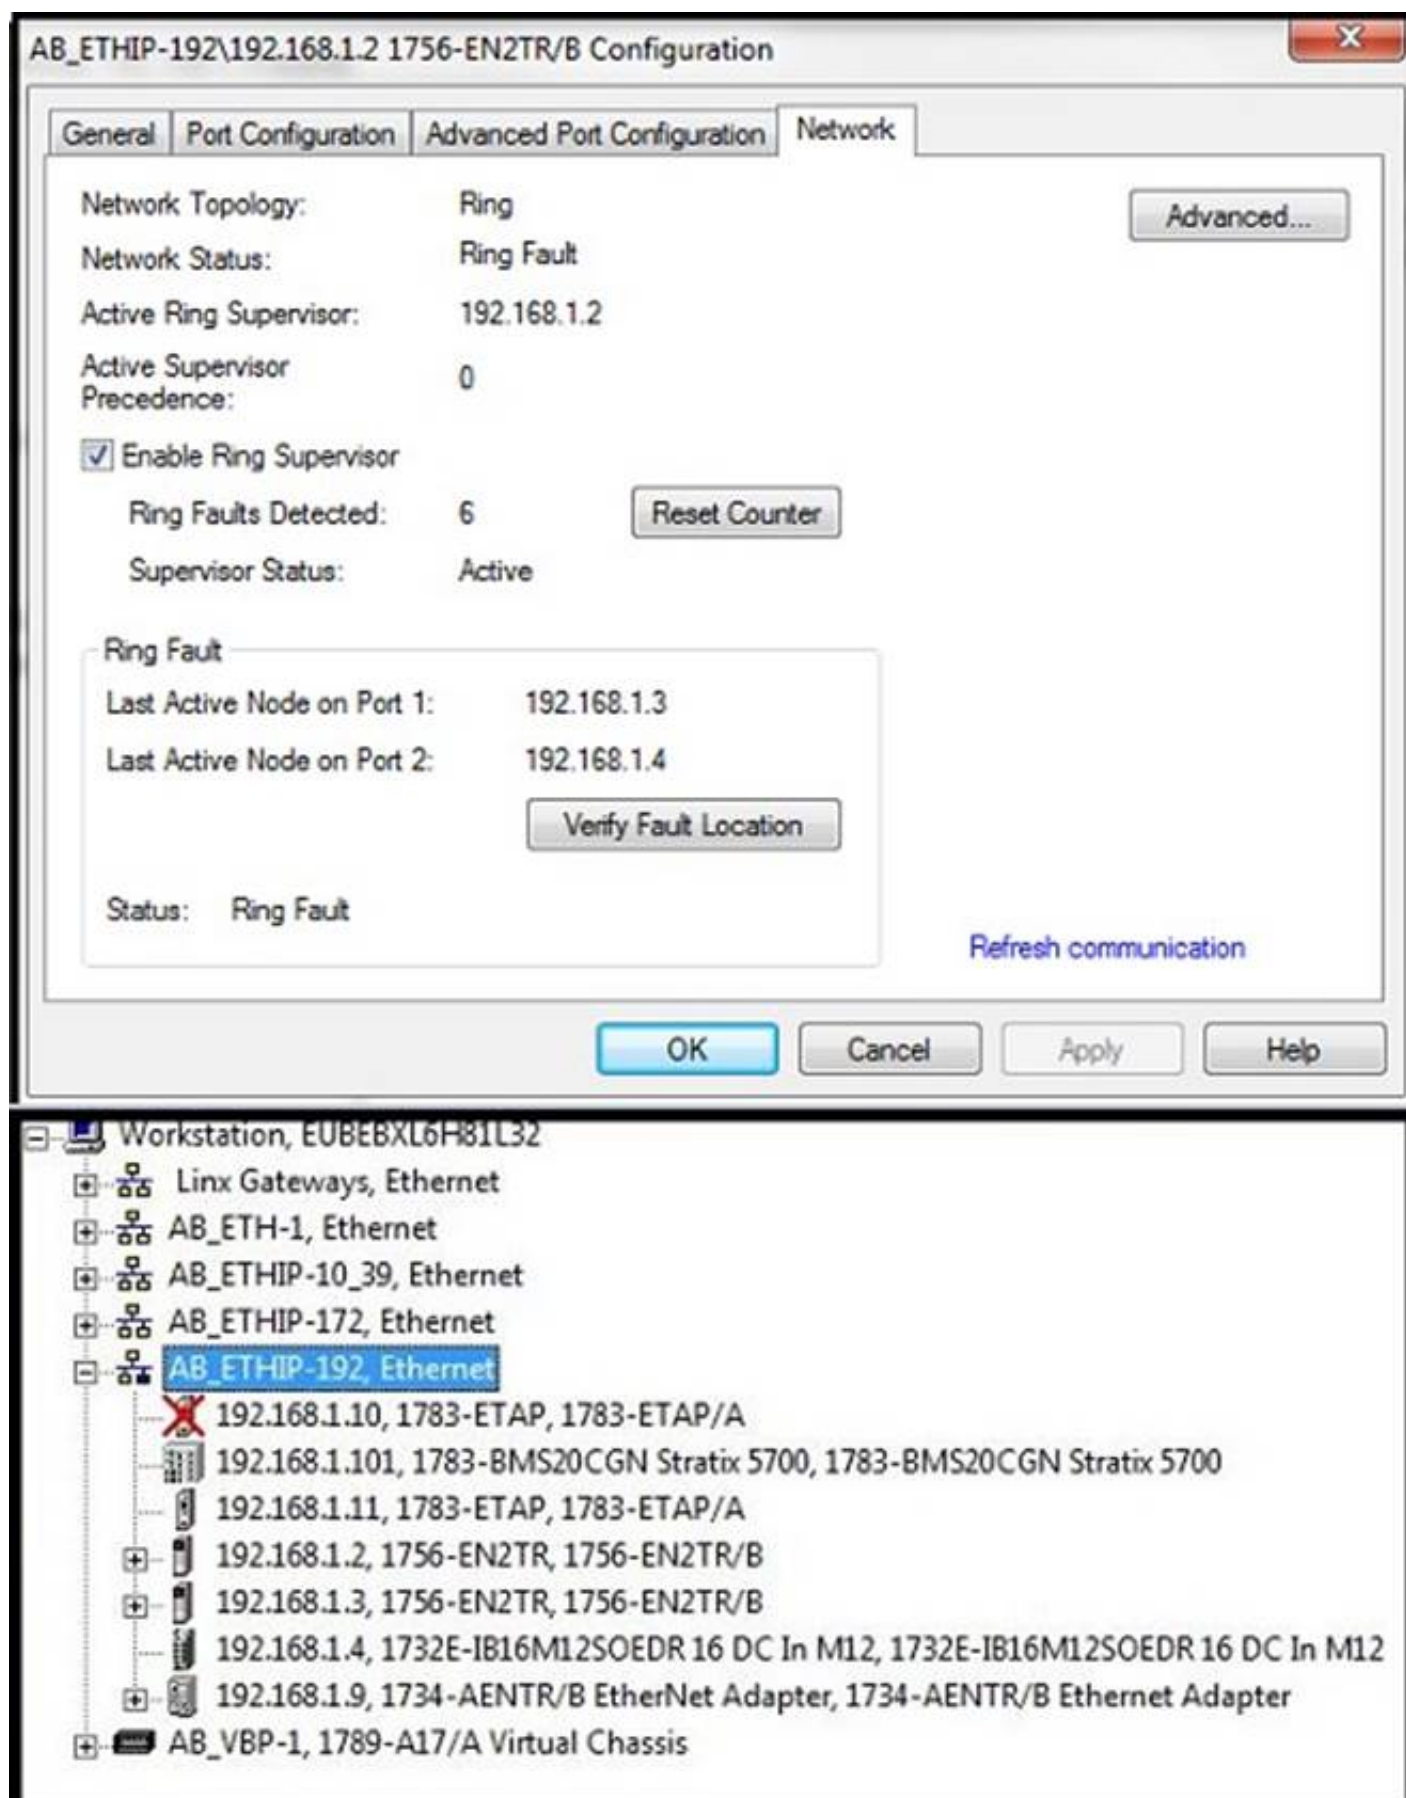 AB_ETHIP-192\192.168.1.2 1756-EN2TR/B Configuration
General Port Configuration Advanced Port Configuration Network
Network Topology: Ring Advanced...
Network Status: Ring Fault
Active Ring Supervisor: 192.168.1.2
Active Supervisor
Precedence: 0
Enable Ring Supervisor
Ring Faults Detected: 6 Reset Counter
Supervisor Status: Active
Ring Fault
Last Active Node on Port 1: 192.168.1.3
Last Active Node on Port 2: 192.168.1.4
Verify Fault Location
Status: Ring Fault
Refresh communication
OK Cancel Apply Help
Workstation, EUBEBXL6H81L32
Linx Gateways, Ethernet
AB_ETH-1, Ethernet
AB_ETHIP-10_39, Ethernet
AB_ETHIP-172, Ethernet
AB_ETHIP-192, Ethernet
192.168.1.10, 1783-ETAP, 1783-ETAP/A
192.168.1.101, 1783-BMS20CGN Stratix 5700, 1783-BMS20CGN Stratix 5700
192.168.1.11, 1783-ETAP, 1783-ETAP/A
192.168.1.2, 1756-EN2TR, 1756-EN2TR/B
192.168.1.3, 1756-EN2TR, 1756-EN2TR/B
192.168.1.4, 1732E-IB16M12SOEDR 16 DC In M12, 1732E-IB16M12SOEDR 16 DC In M12
192.168.1.9, 1734-AENTR/B EtherNet Adapter, 1734-AENTR/B Ethernet Adapter
AB_VBP-1, 1789-A17/A Virtual Chassis